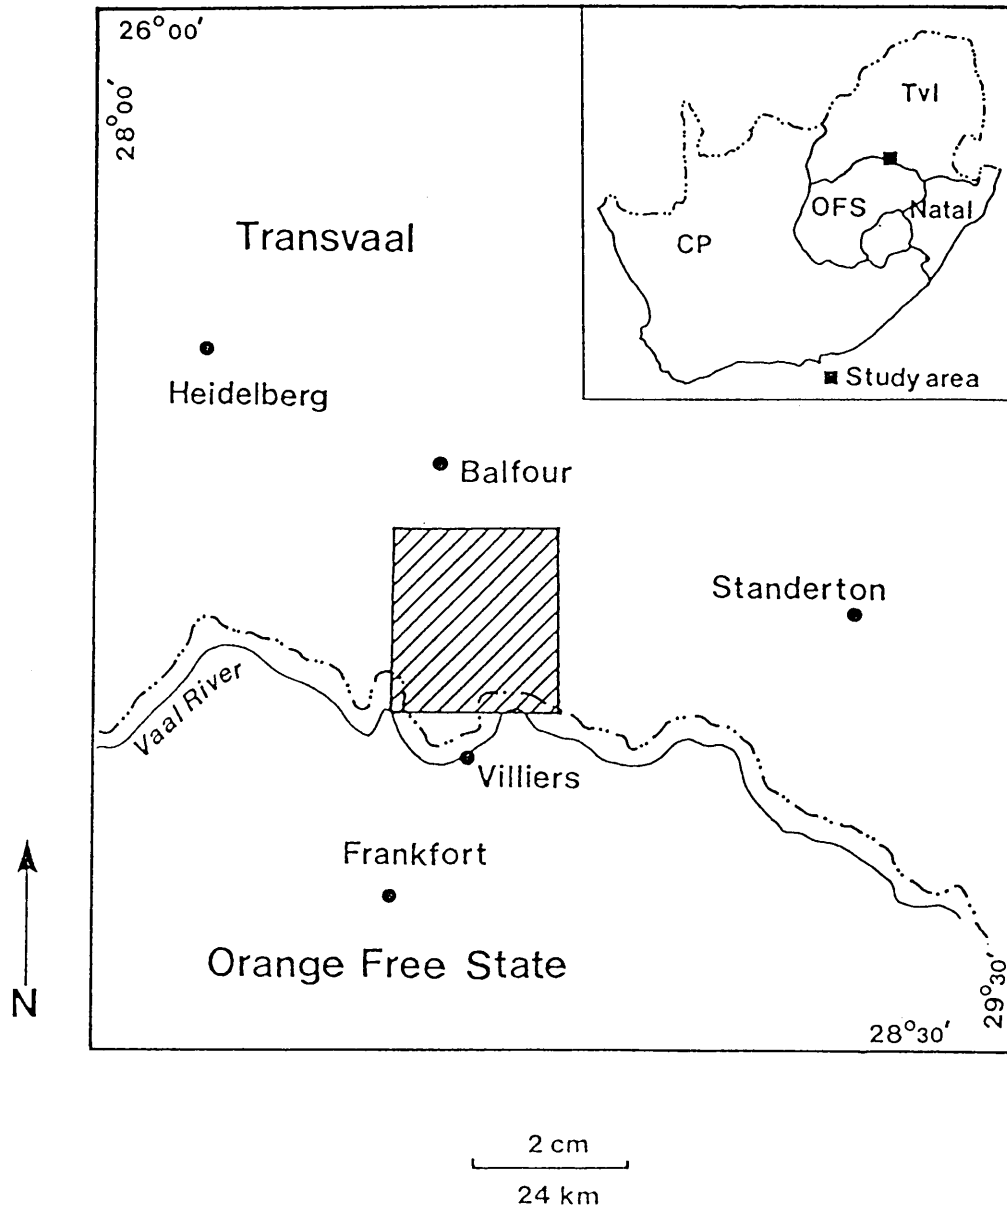 26°00′
28°00′
Tvl
OFS
Natal
CP
Study area
Transvaal
Heidelberg
Balfour
Standerton
Vaal River
Villiers
Frankfort
Orange Free State
N
29°30′
28°30′
2 cm
24 km